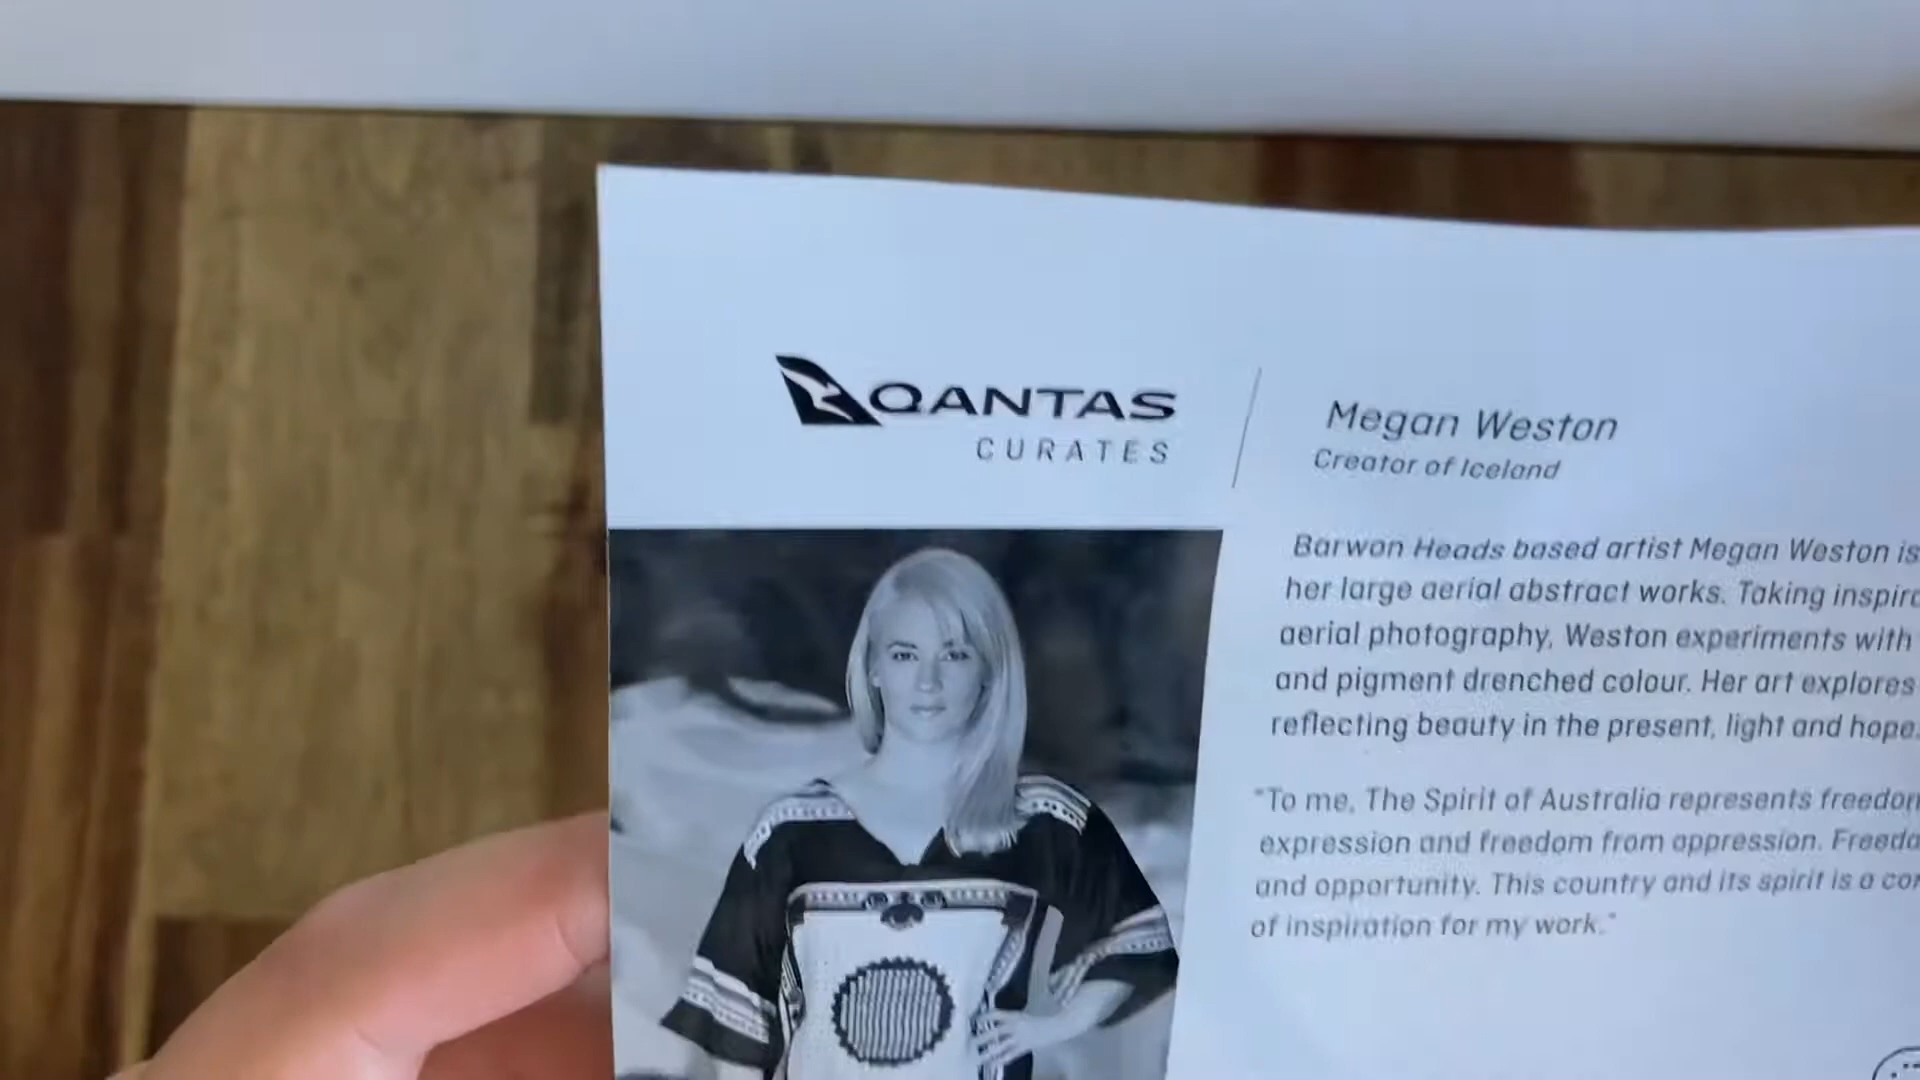 QANTAS
CURATES
Megan Weston
Creator of Iceland
Barwon Heads based artist Megan Weston is
her large aerial abstract works. Taking
aerial photography, Weston experiments with
and pigment drenched colour. Her art explores
reflecting beauty in the present, light and hope.
"To me, The Spirit of Australia represents
expression and freedom from oppression.
and opportunity. This country and its spirit is a
of inspiration for my work."